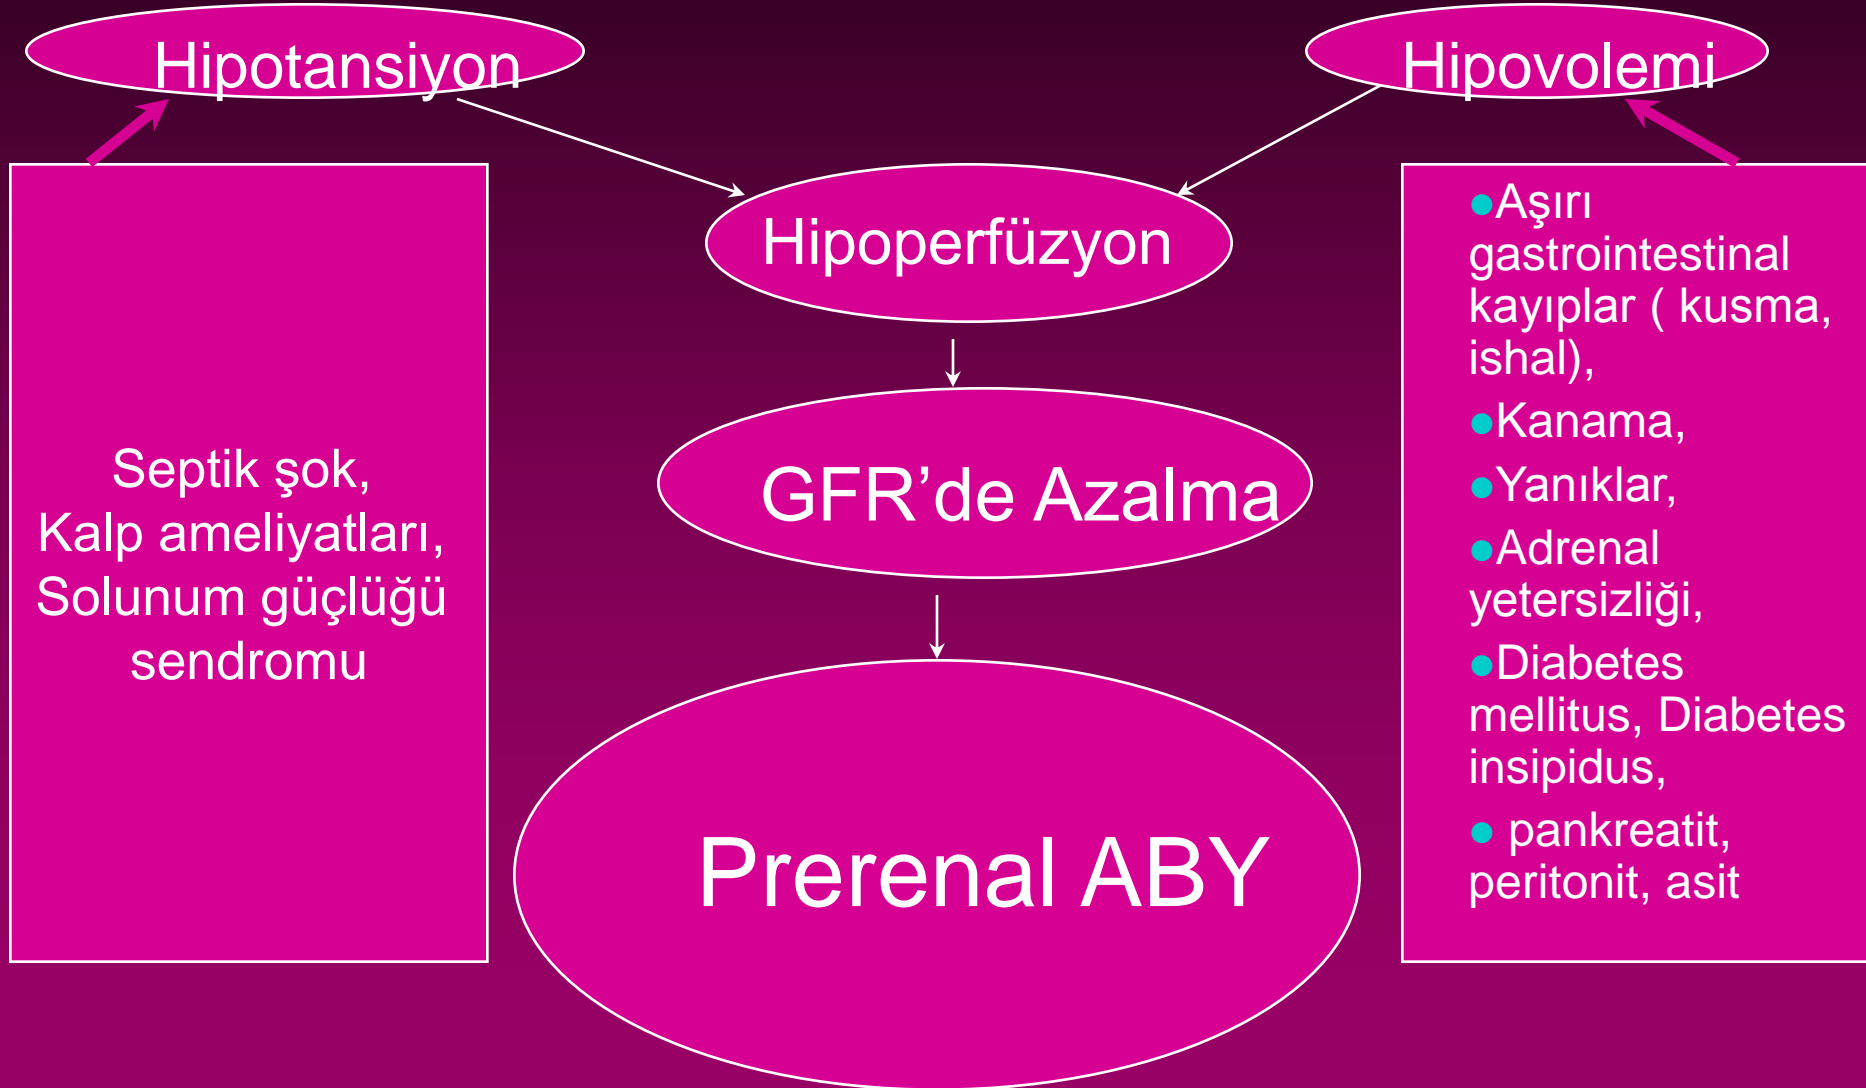 Hipotansiyon
Hipovolemi
Hipoperfüzyon
GFR’de Azalma
Prerenal ABY
Septik şok,
Kalp ameliyatları,
Solunum güçlüğü
sendromu
●Aşırı
gastrointestinal
kayıplar ( kusma,
ishal),
●Kanama,
●Yanıklar,
●Adrenal
yetersizliği,
●Diabetes
mellitus, Diabetes
insipidus,
● pankreatit,
peritonit, asit